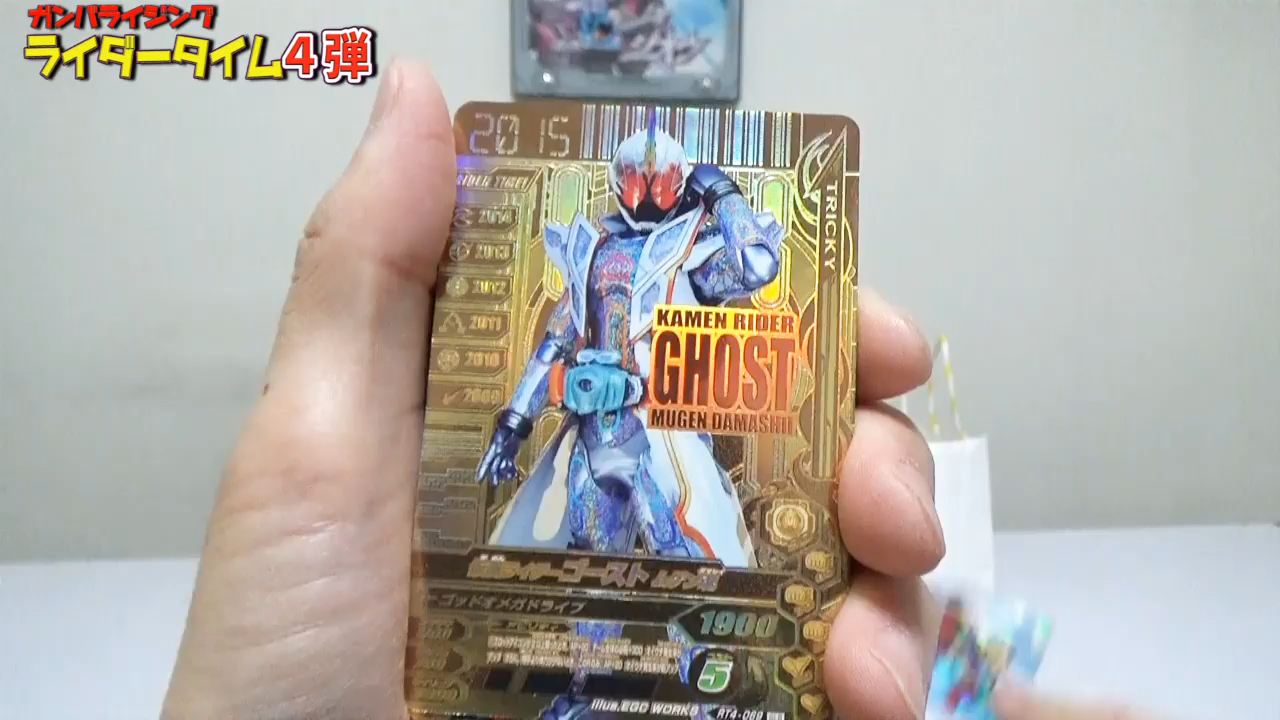 ガンバライジング
ライダータイム4弾
2015
RIDER TIME!
2014
2013
2012
2011
2010
2009
TRICKY
KAMEN RIDER
GHOST
MUGEN DAMASHII
仮面ライダーゴースト ムゲン魂
ゴッドオメガドライブ
1900
5
Illus.EGC WORKS
RT4-069